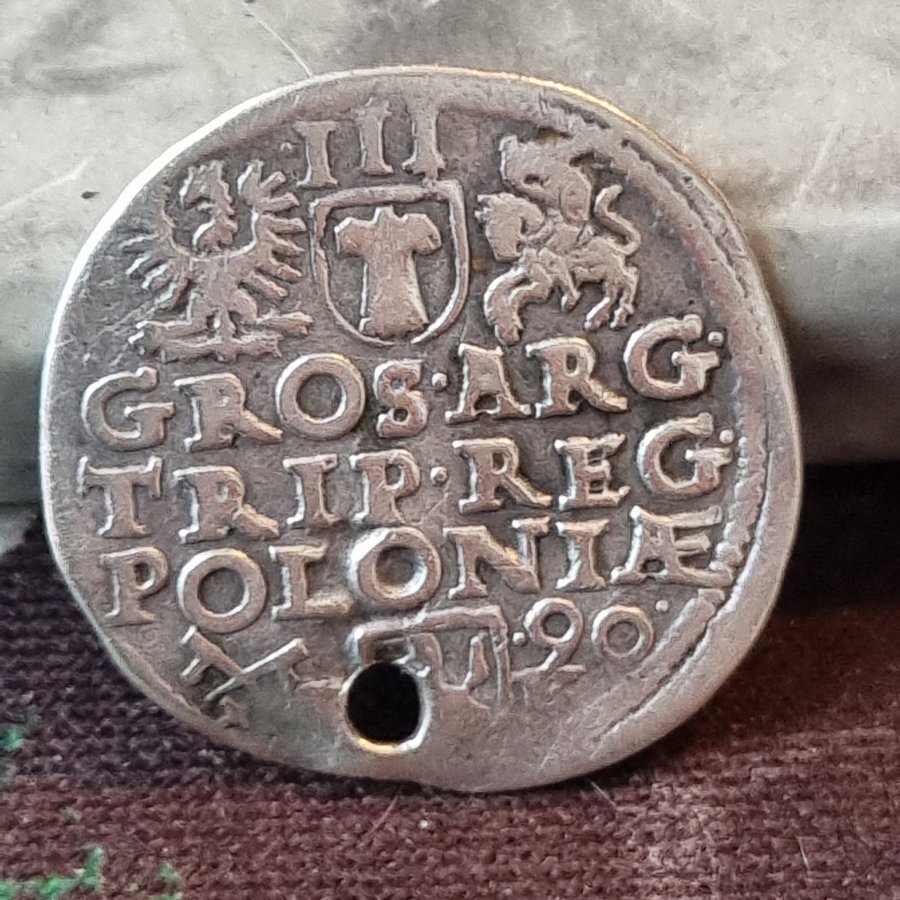 III
GROS·ARG:
TRIP·REG:
POLONIÆ
·90·